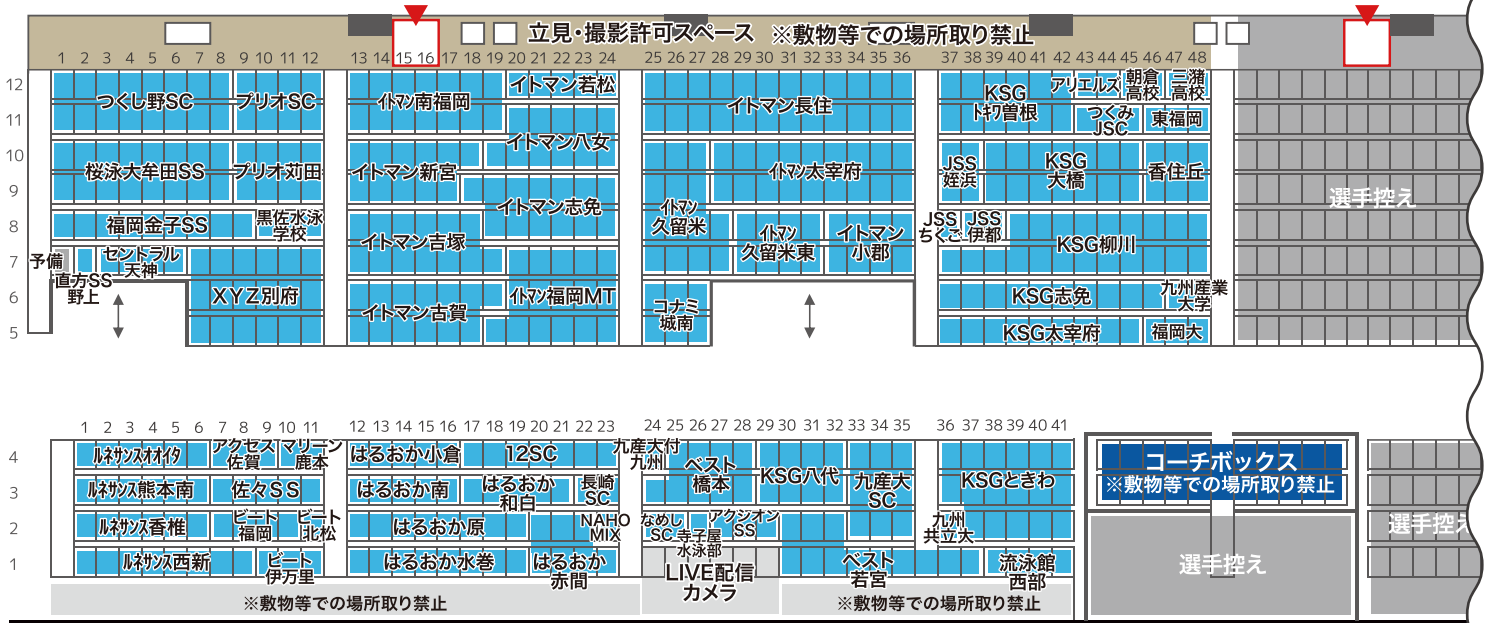 立見・撮影許可スペース ※敷物等での場所取り禁止
1 2 3 4 5 6 7 8 9 10 11 12 13 14 15 16 17 18 19 20 21 22 23 24 25 26 27 28 29 30 31 32 33 34 35 36 37 38 39 40 41 42 43 44 45 46 47 48
12
11
10
9
8
7
6
5
つくし野SC
プリオSC
ｲﾄﾏﾝ南福岡
イトマン若松
イトマン八女
イトマン長住
KSG
ﾄｷﾜ曽根
アリエルズ
朝倉
高校
三潴
高校
つくみ
JSC
東福岡
桜泳大牟田SS
プリオ苅田
イトマン新宮
イトマン志免
ｲﾄﾏﾝ太宰府
JSS
姪浜
KSG
大橋
香住丘
選手控え
福岡金子SS
黒佐水泳
学校
イトマン吉塚
ｲﾄﾏﾝ
久留米
ｲﾄﾏﾝ
久留米東
イトマン
小郡
JSS
ちくご
JSS
伊都
KSG柳川
予備
直方SS
野上
セントラル
天神
XYZ別府
イトマン古賀
ｲﾄﾏﾝ福岡MT
コナミ
城南
KSG志免
九州産業
大学
KSG太宰府
福岡大
1 2 3 4 5 6 7 8 9 10 11 12 13 14 15 16 17 18 19 20 21 22 23 24 25 26 27 28 29 30 31 32 33 34 35 36 37 38 39 40 41
4
3
2
1
ﾙﾈｻﾝｽオオイタ
アクセス
佐賀
マリーン
鹿本
はるおか小倉
12SC
九産大付
九州
ベスト
橋本
KSG八代
九産大
SC
KSGときわ
コーチボックス
※敷物等での場所取り禁止
ﾙﾈｻﾝｽ熊本南
佐々SS
はるおか南
はるおか
和白
長崎
SC
ﾙﾈｻﾝｽ香椎
ビート
福岡
ビート
北松
はるおか原
NAHO
MIX
なめし
SC
寺子屋
水泳部
アクシオン
SS
九州
共立大
選手控え
ﾙﾈｻﾝｽ西新
ビート
伊万里
はるおか水巻
はるおか
赤間
LIVE配信
カメラ
ベスト
若宮
流泳館
西部
選手控え
※敷物等での場所取り禁止
※敷物等での場所取り禁止